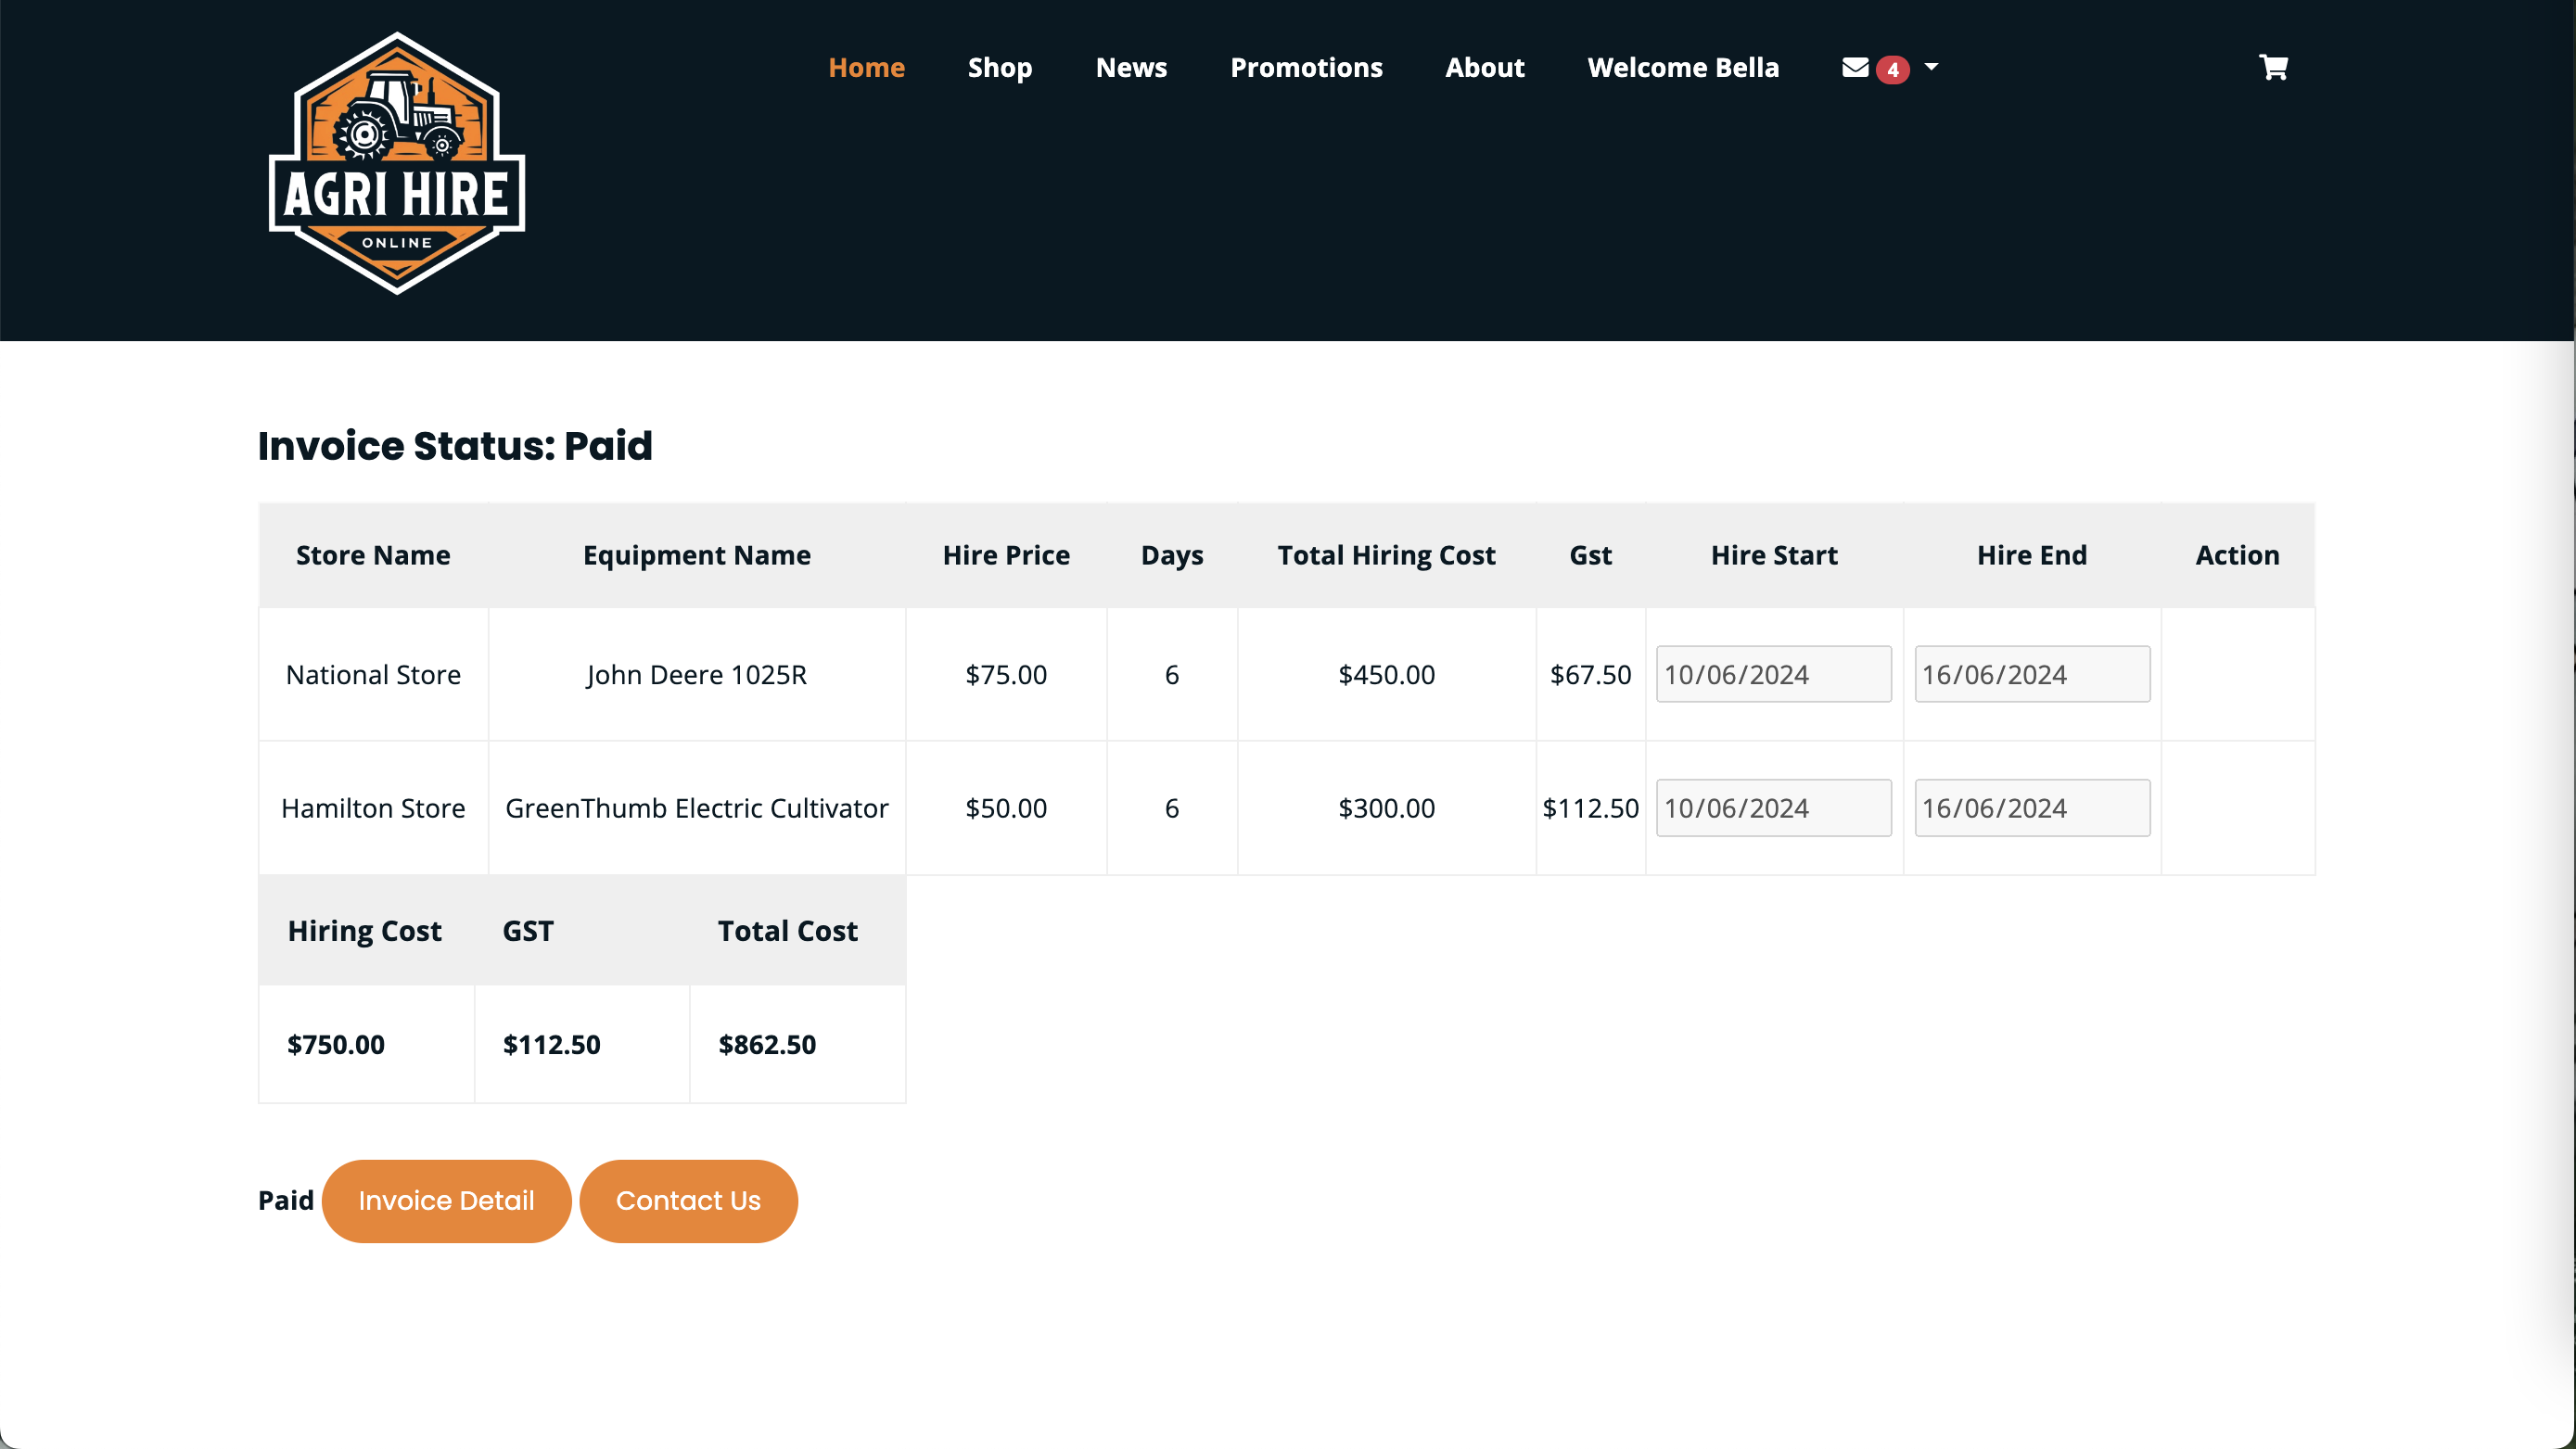 Home Shop News Promotions About Welcome Bella 4
AGRI HIRE
ONLINE
Invoice Status: Paid
Store Name Equipment Name Hire Price Days Total Hiring Cost Gst Hire Start Hire End Action
National Store John Deere 1025R $75.00 6 $450.00 $67.50 10/06/2024 16/06/2024
Hamilton Store GreenThumb Electric Cultivator $50.00 6 $300.00 $112.50 10/06/2024 16/06/2024
Hiring Cost GST Total Cost
$750.00 $112.50 $862.50
Paid Invoice Detail Contact Us